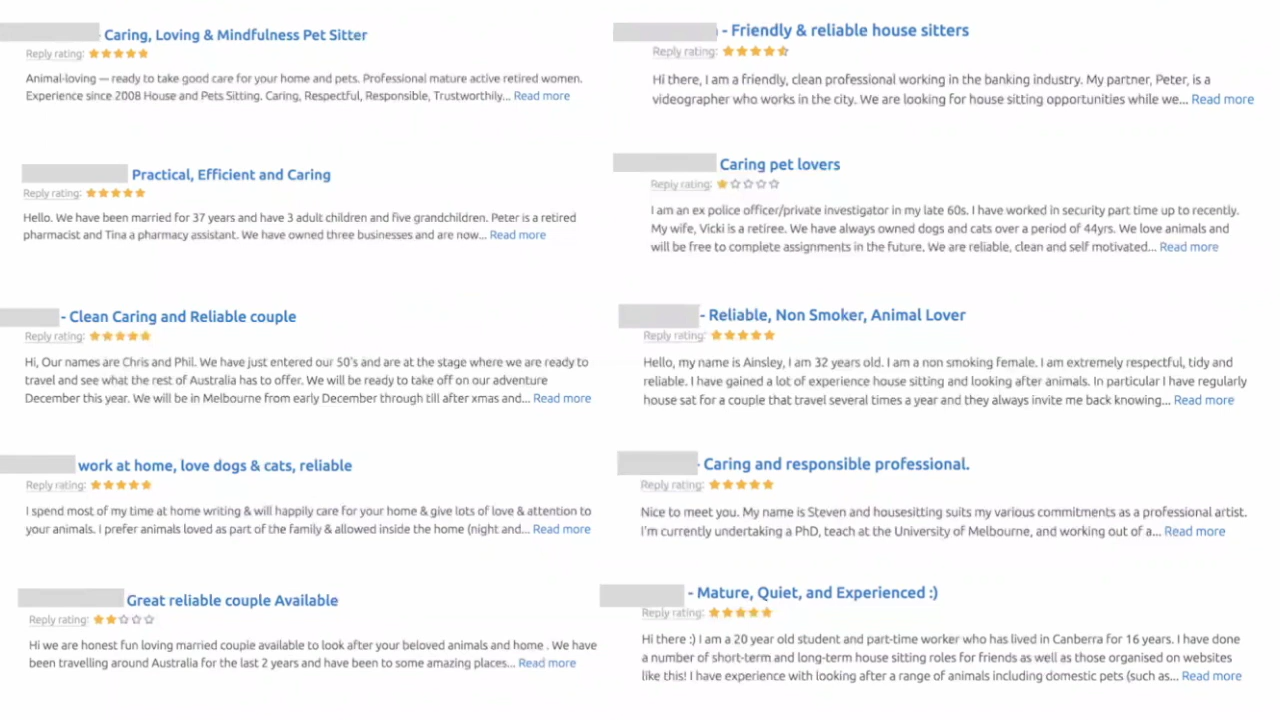 - Caring, Loving & Mindfulness Pet Sitter
Reply rating:
Animal-loving — ready to take good care for your home and pets. Professional mature active retired women.
Experience since 2008 House and Pets Sitting. Caring, Respectful, Responsible, Trustworthily... Read more
Practical, Efficient and Caring
Reply rating:
Hello. We have been married for 37 years and have 3 adult children and five grandchildren. Peter is a retired
pharmacist and Tina a pharmacy assistant. We have owned three businesses and are now... Read more
- Clean Caring and Reliable couple
Reply rating:
Hi, Our names are Chris and Phil. We have just entered our 50's and are at the stage where we are ready to
travel and see what the rest of Australia has to offer. We will be ready to take off on our adventure
December this year. We will be in Melbourne from early December through till after xmas and... Read more
work at home, love dogs & cats, reliable
Reply rating:
I spend most of my time at home writing & will happily care for your home & give lots of love & attention to
your animals. I prefer animals loved as part of the family & allowed inside the home (night and... Read more
Great reliable couple Available
Reply rating:
Hi we are honest fun loving married couple available to look after your beloved animals and home . We have
been travelling around Australia for the last 2 years and have been to some amazing places... Read more
- Friendly & reliable house sitters
Reply rating:
Hi there, I am a friendly, clean professional working in the banking industry. My partner, Peter, is a
videographer who works in the city. We are looking for house sitting opportunities while we... Read more
Caring pet lovers
Reply rating:
I am an ex police officer/private investigator in my late 60s. I have worked in security part time up to recently.
My wife, Vicki is a retiree. We have always owned dogs and cats over a period of 44yrs. We love animals and
will be free to complete assignments in the future. We are reliable, clean and self motivated... Read more
- Reliable, Non Smoker, Animal Lover
Reply rating:
Hello, my name is Ainsley, I am 32 years old. I am a non smoking female. I am extremely respectful, tidy and
reliable. I have gained a lot of experience house sitting and looking after animals. In particular I have regularly
house sat for a couple that travel several times a year and they always invite me back knowing... Read more
- Caring and responsible professional.
Reply rating:
Nice to meet you. My name is Steven and housesitting suits my various commitments as a professional artist.
I'm currently undertaking a PhD, teach at the University of Melbourne, and working out of a... Read more
- Mature, Quiet, and Experienced :)
Reply rating:
Hi there :) I am a 20 year old student and part-time worker who has lived in Canberra for 16 years. I have done
a number of short-term and long-term house sitting roles for friends as well as those organised on websites
like this! I have experience with looking after a range of animals including domestic pets (such as... Read more